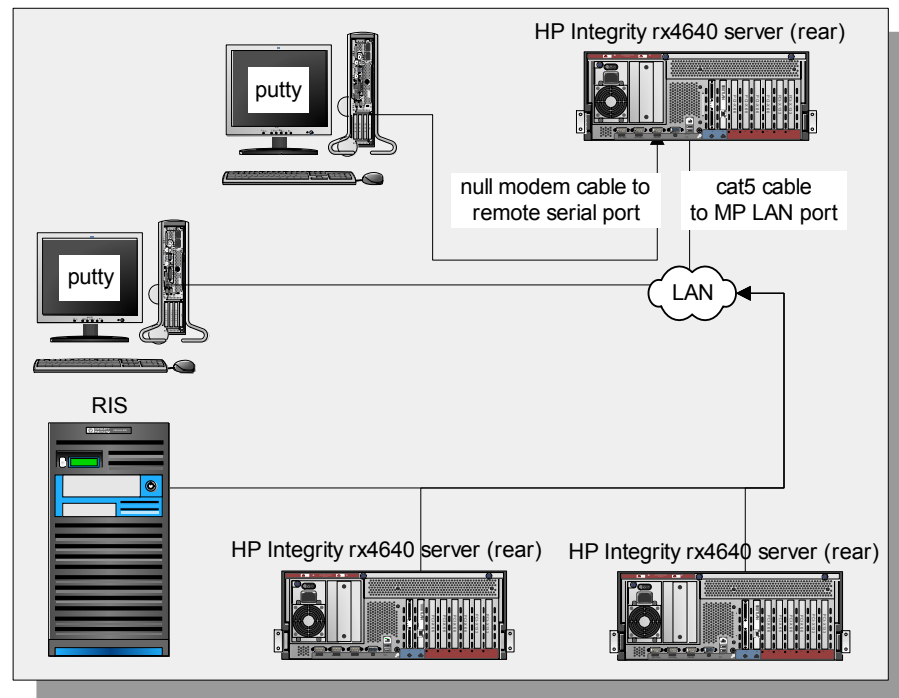 HP Integrity rx4640 server (rear)
putty
null modem cable to
remote serial port
cat5 cable
to MP LAN port
putty
LAN
RIS
HP Integrity rx4640 server (rear)
HP Integrity rx4640 server (rear)